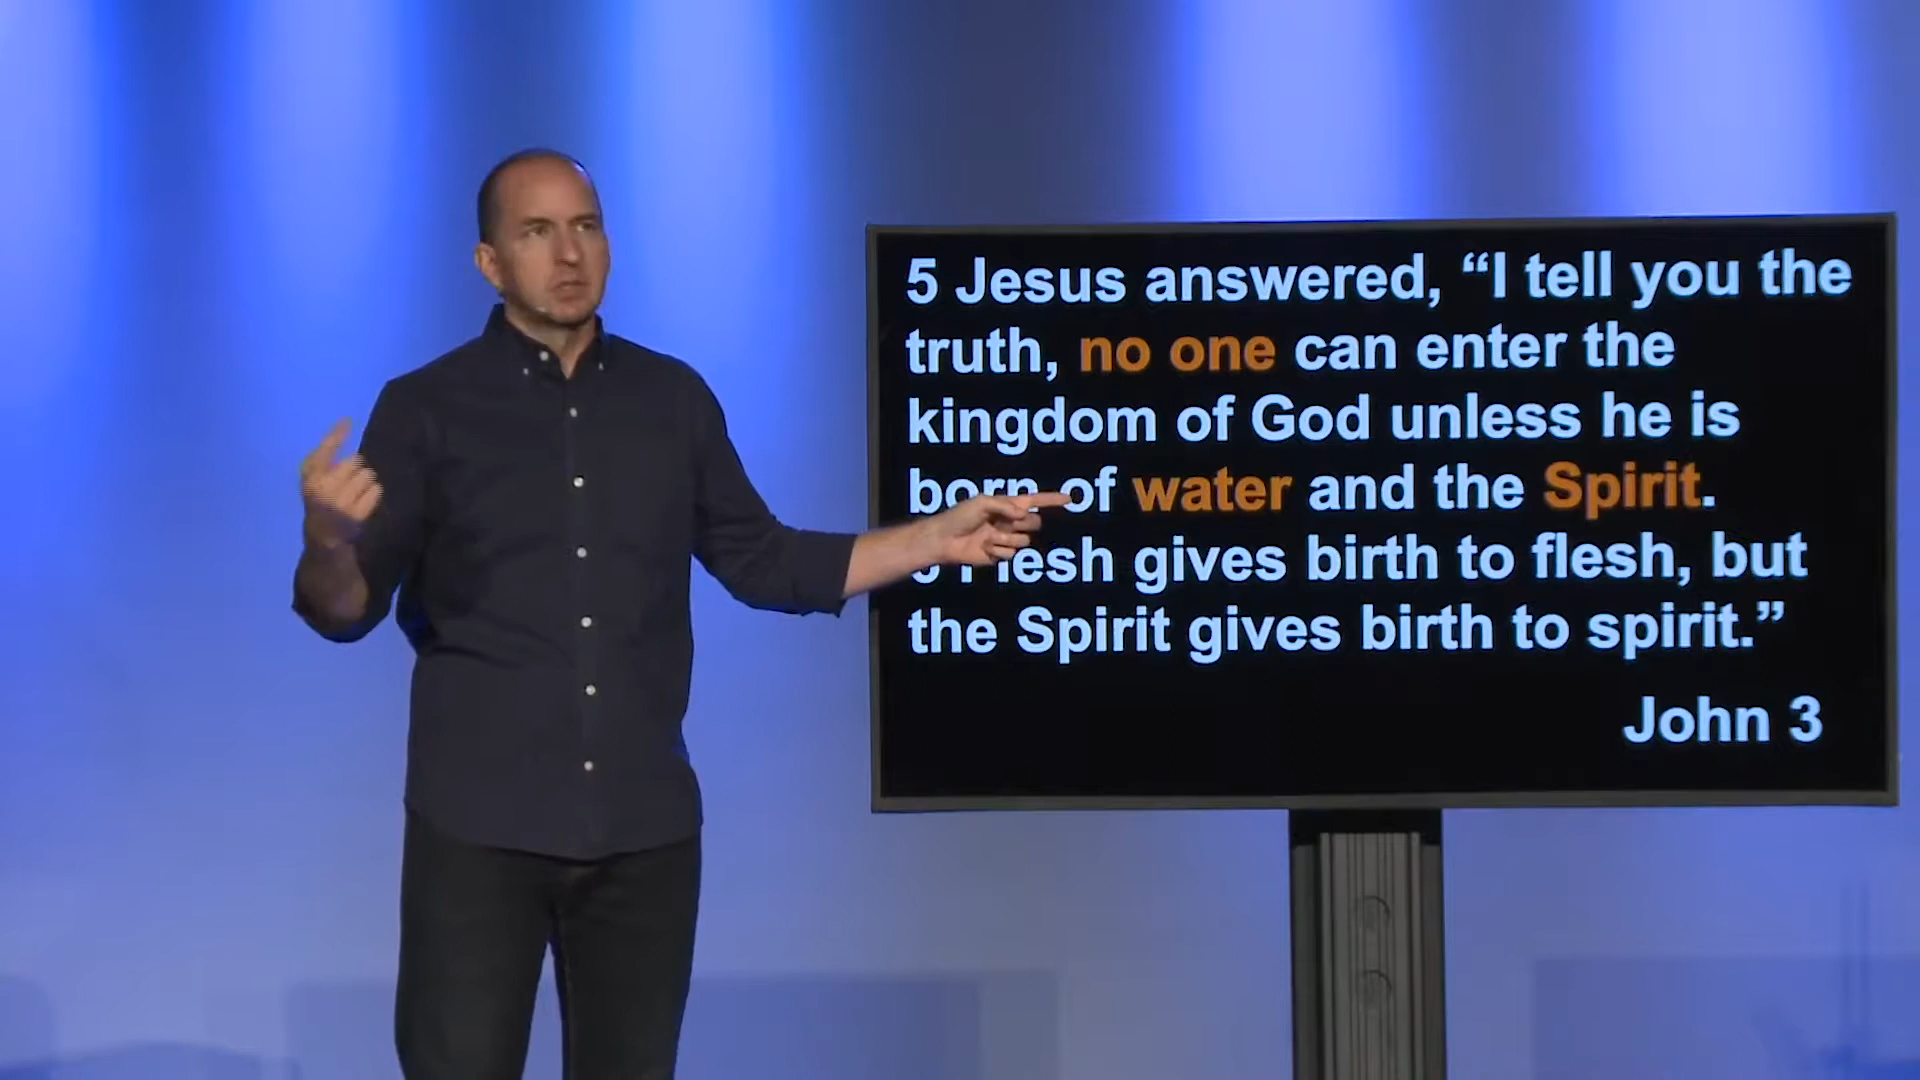 5 Jesus answered, “I tell you the
truth, no one can enter the
kingdom of God unless he is
born of water and the Spirit.
gives birth to flesh, but
the Spirit gives birth to spirit.”
John 3